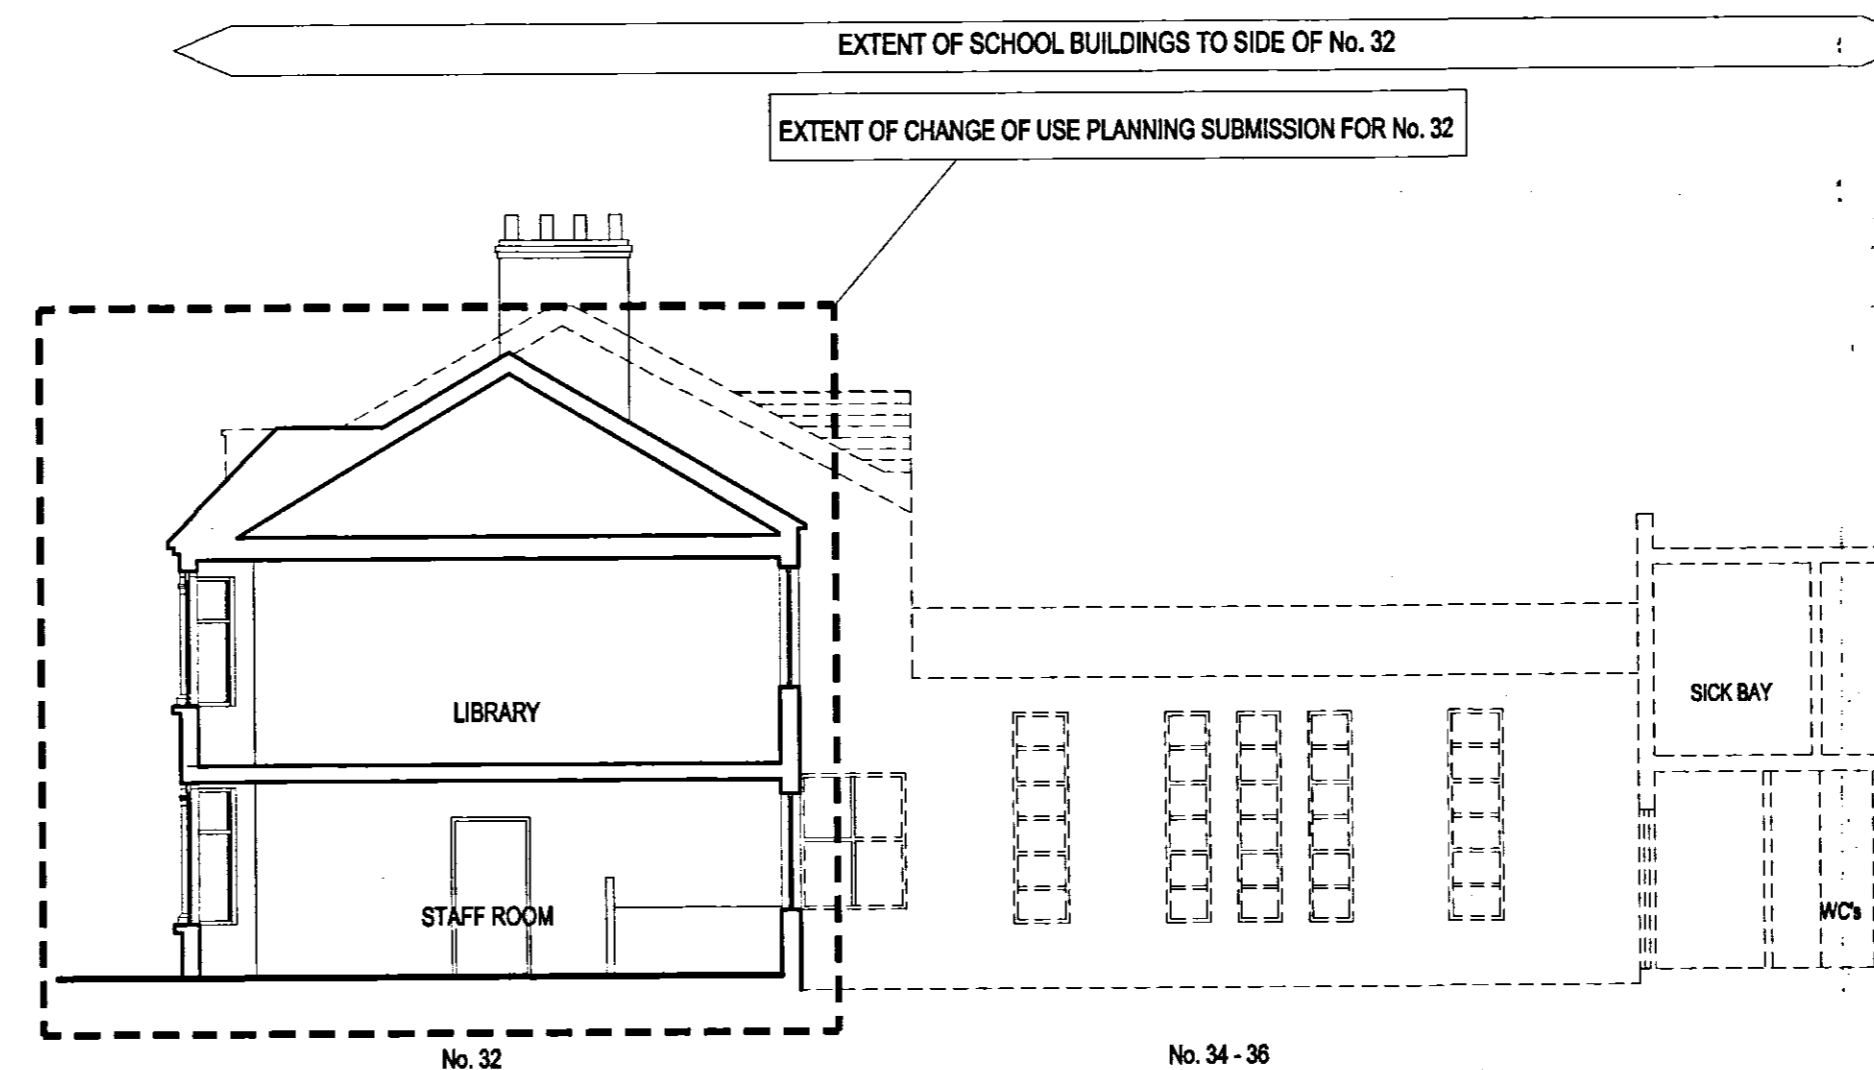 EXTENT OF SCHOOL BUILDINGS TO SIDE OF No. 32
EXTENT OF CHANGE OF USE PLANNING SUBMISSION FOR No. 32
LIBRARY
SICK BAY
STAFF ROOM
WC's
No. 32
No. 34 - 36